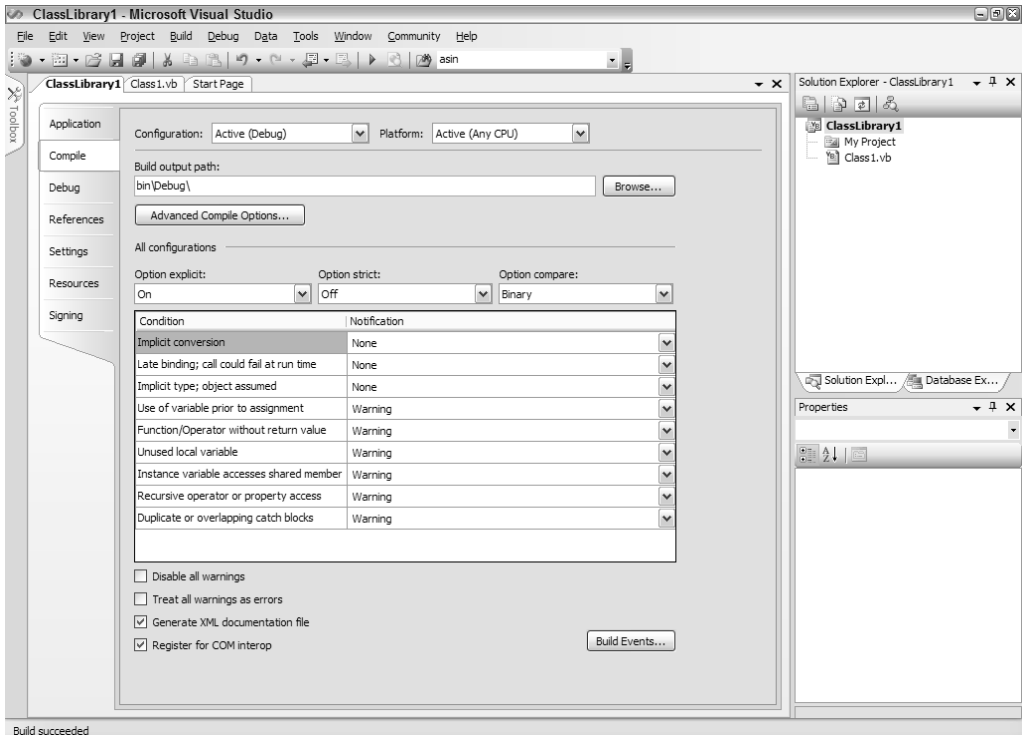 ClassLibrary1 - Microsoft Visual Studio
File Edit View Project Build Debug Data Tools Window Community Help
asin
Toolbox
ClassLibrary1 Class1.vb Start Page
Application
Compile
Debug
References
Settings
Resources
Signing
Configuration: Active (Debug) Platform: Active (Any CPU)
Build output path:
bin\Debug\ Browse...
Advanced Compile Options...
All configurations
Option explicit: Option strict: Option compare:
On Off Binary
Condition Notification
Implicit conversion None
Late binding; call could fail at run time None
Implicit type; object assumed None
Use of variable prior to assignment Warning
Function/Operator without return value Warning
Unused local variable Warning
Instance variable accesses shared member Warning
Recursive operator or property access Warning
Duplicate or overlapping catch blocks Warning
Disable all warnings
Treat all warnings as errors
Generate XML documentation file
Register for COM interop
Build Events...
Solution Explorer - ClassLibrary1
ClassLibrary1
My Project
Class1.vb
Solution Expl... Database Ex...
Properties
Build succeeded